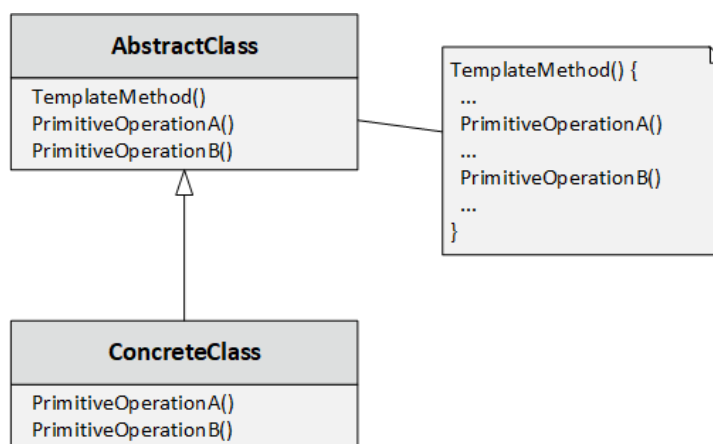 AbstractClass
TemplateMethod()
PrimitiveOperationA()
PrimitiveOperationB()
TemplateMethod() {
...
PrimitiveOperationA()
...
PrimitiveOperationB()
...
}
ConcreteClass
PrimitiveOperationA()
PrimitiveOperationB()